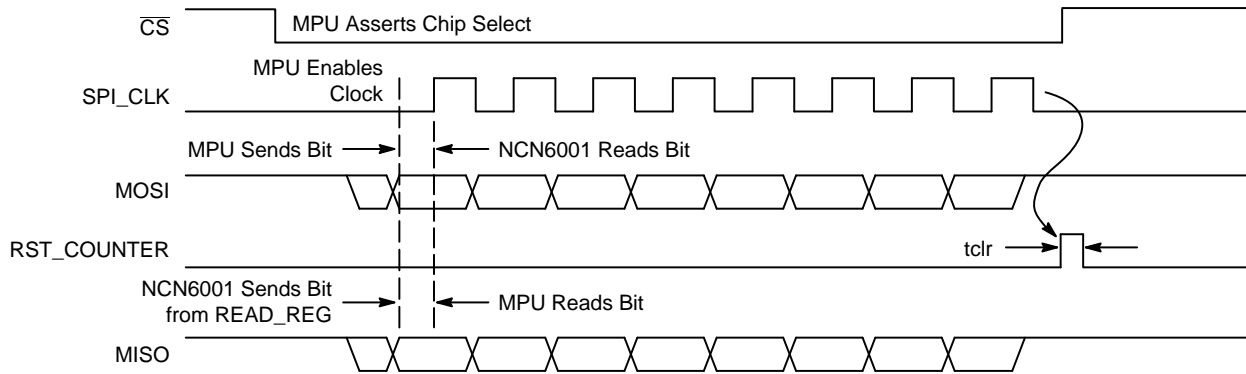 CS
MPU Asserts Chip Select
MPU Enables
Clock
SPI_CLK
MPU Sends Bit
NCN6001 Reads Bit
MOSI
RST_COUNTER
tclr
NCN6001 Sends Bit
from READ_REG
MPU Reads Bit
MISO